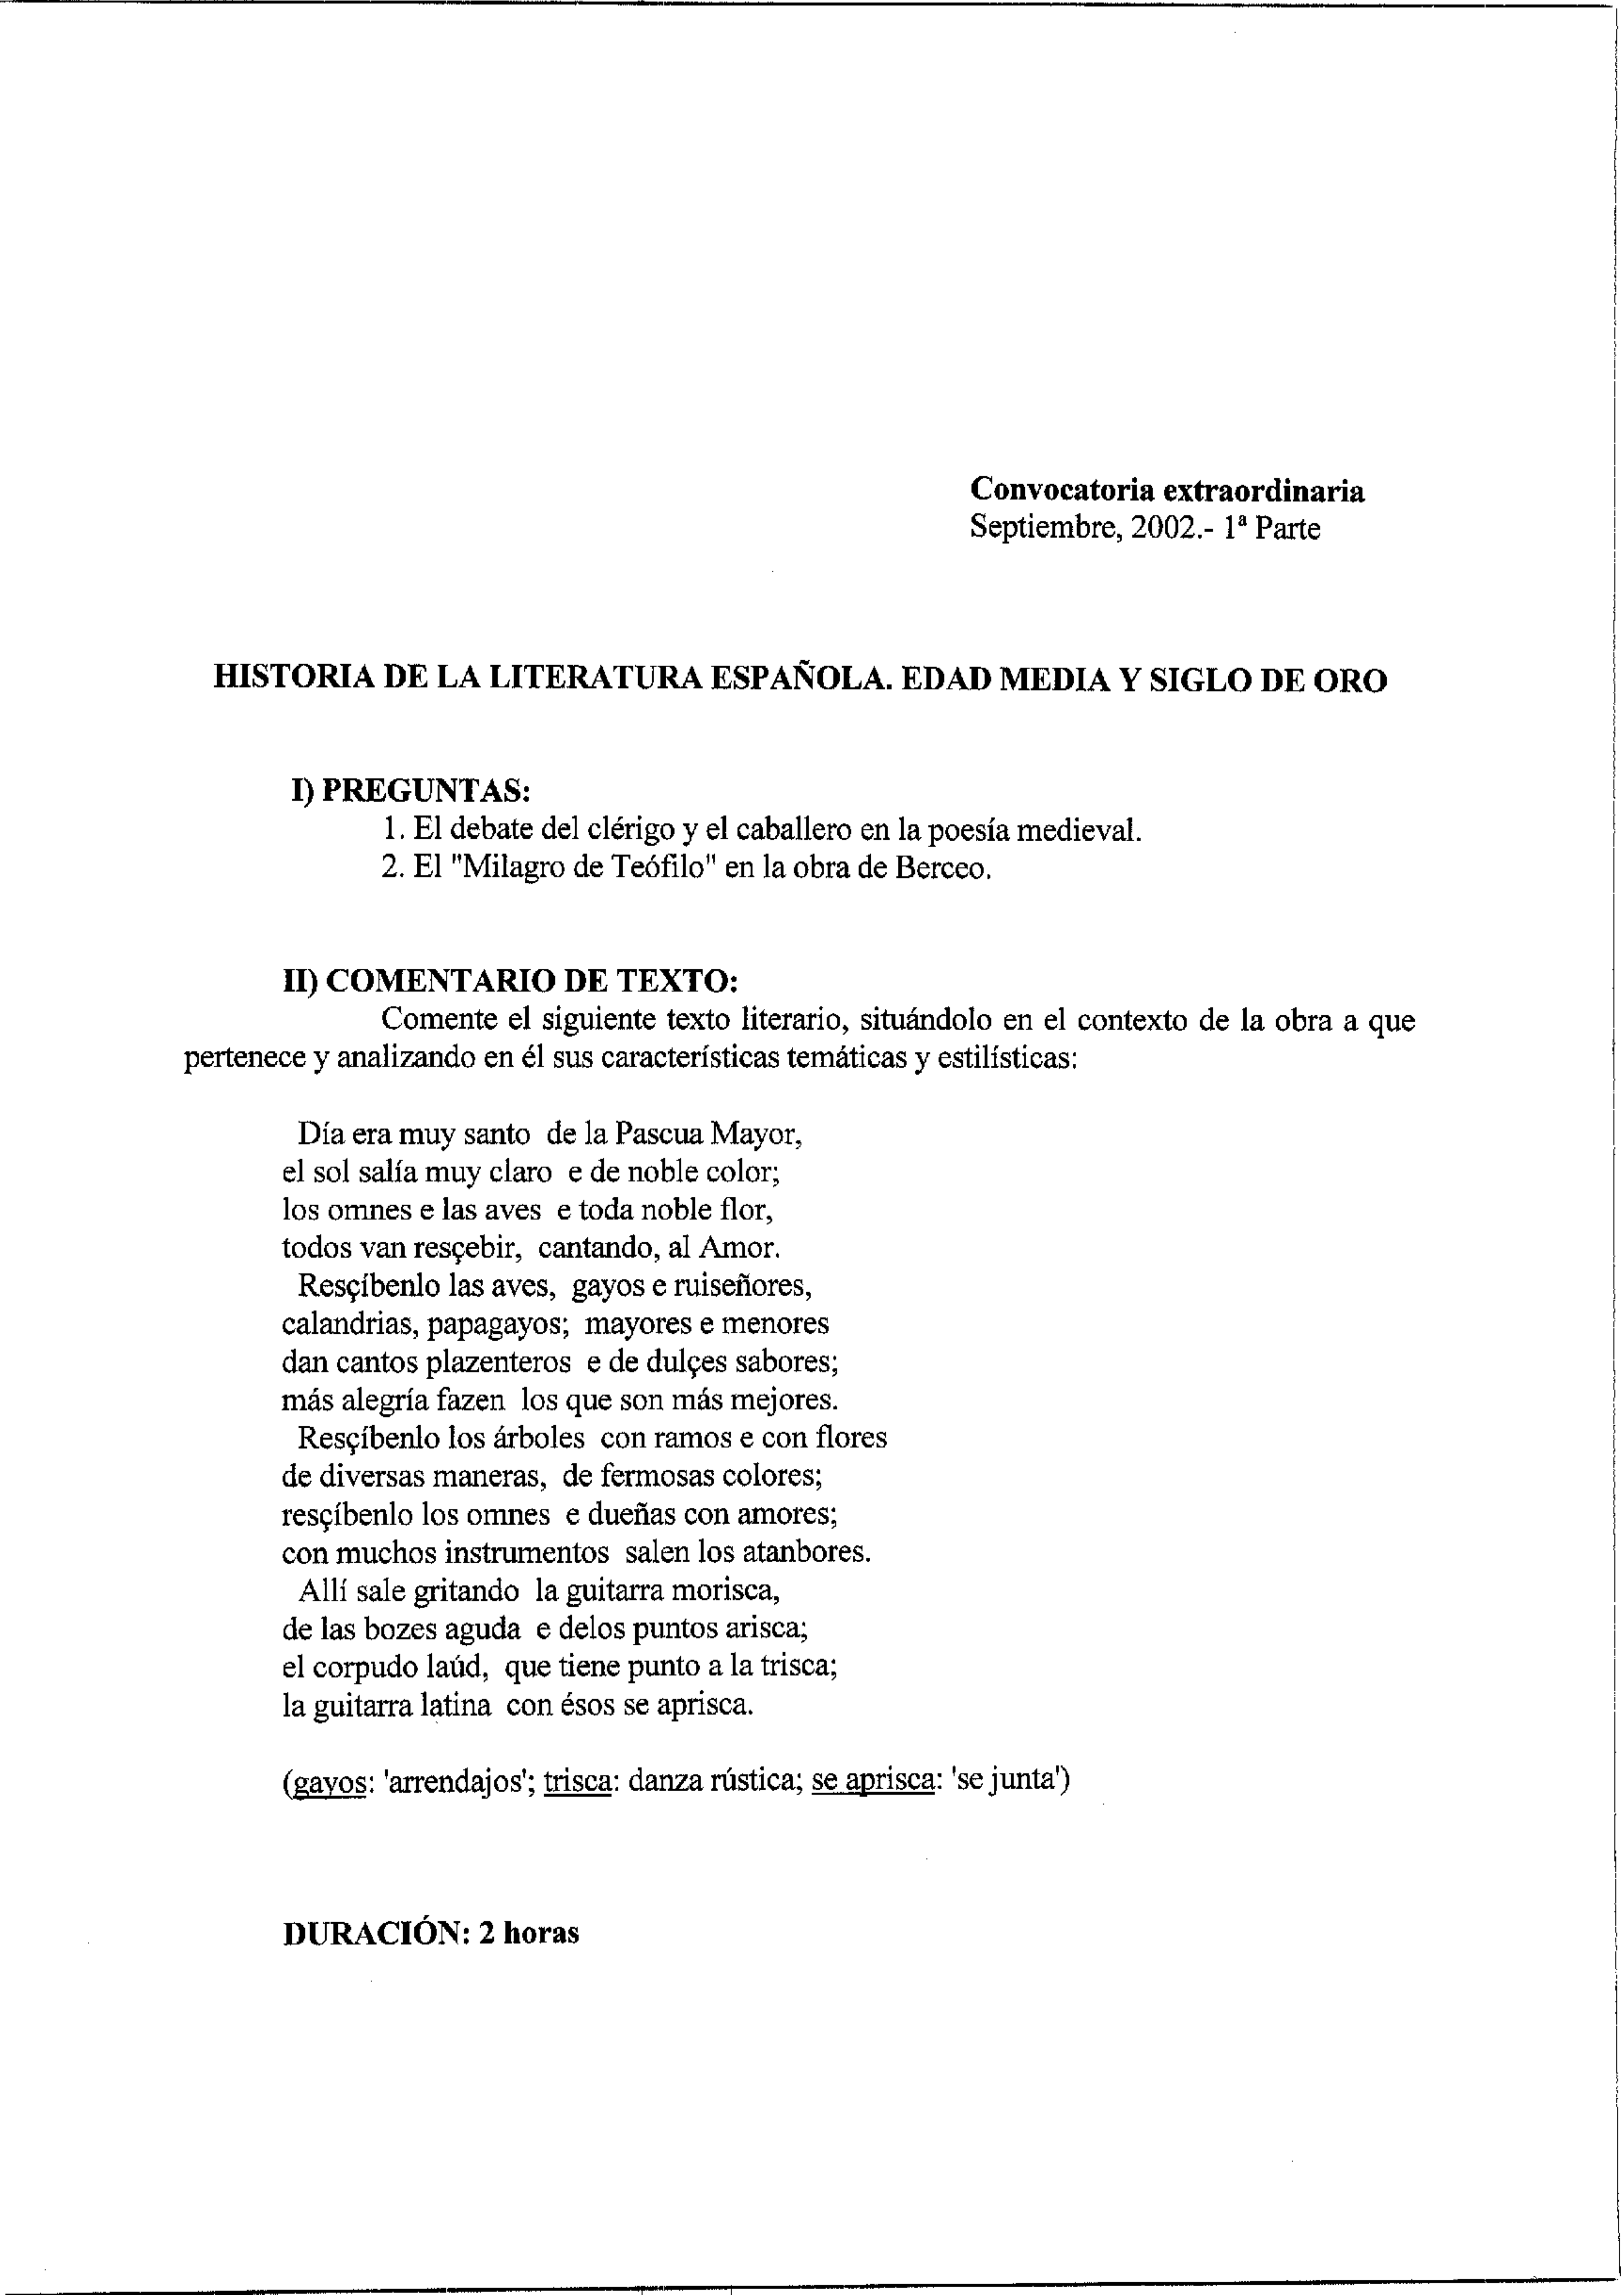 Convocatoria extraordinaria
Septiembre, 2002.- 1ª Parte
HISTORIA DE LA LITERATURA ESPAÑOLA. EDAD MEDIA Y SIGLO DE ORO
I) PREGUNTAS:
1. El debate del clérigo y el caballero en la poesía medieval.
2. El "Milagro de Teófilo" en la obra de Berceo.
II) COMENTARIO DE TEXTO:
Comente el siguiente texto literario, situándolo en el contexto de la obra a que
pertenece y analizando en él sus características temáticas y estilísticas:
Día era muy santo de la Pascua Mayor,
el sol salía muy claro e de noble color;
los omnes e las aves e toda noble flor,
todos van resçebir, cantando, al Amor.
Resçíbenlo las aves, gayos e ruiseñores,
calandrias, papagayos; mayores e menores
dan cantos plazenteros e de dulçes sabores;
más alegría fazen los que son más mejores.
Resçíbenlo los árboles con ramos e con flores
de diversas maneras, de fermosas colores;
resçíbenlo los omnes e dueñas con amores;
con muchos instrumentos salen los atanbores.
Allí sale gritando la guitarra morisca,
de las bozes aguda e delos puntos arisca;
el corpudo laúd, que tiene punto a la trisca;
la guitarra latina con ésos se aprisca.
(gayos: 'arrendajos'; trisca: danza rústica; se aprisca: 'se junta')
DURACIÓN: 2 horas